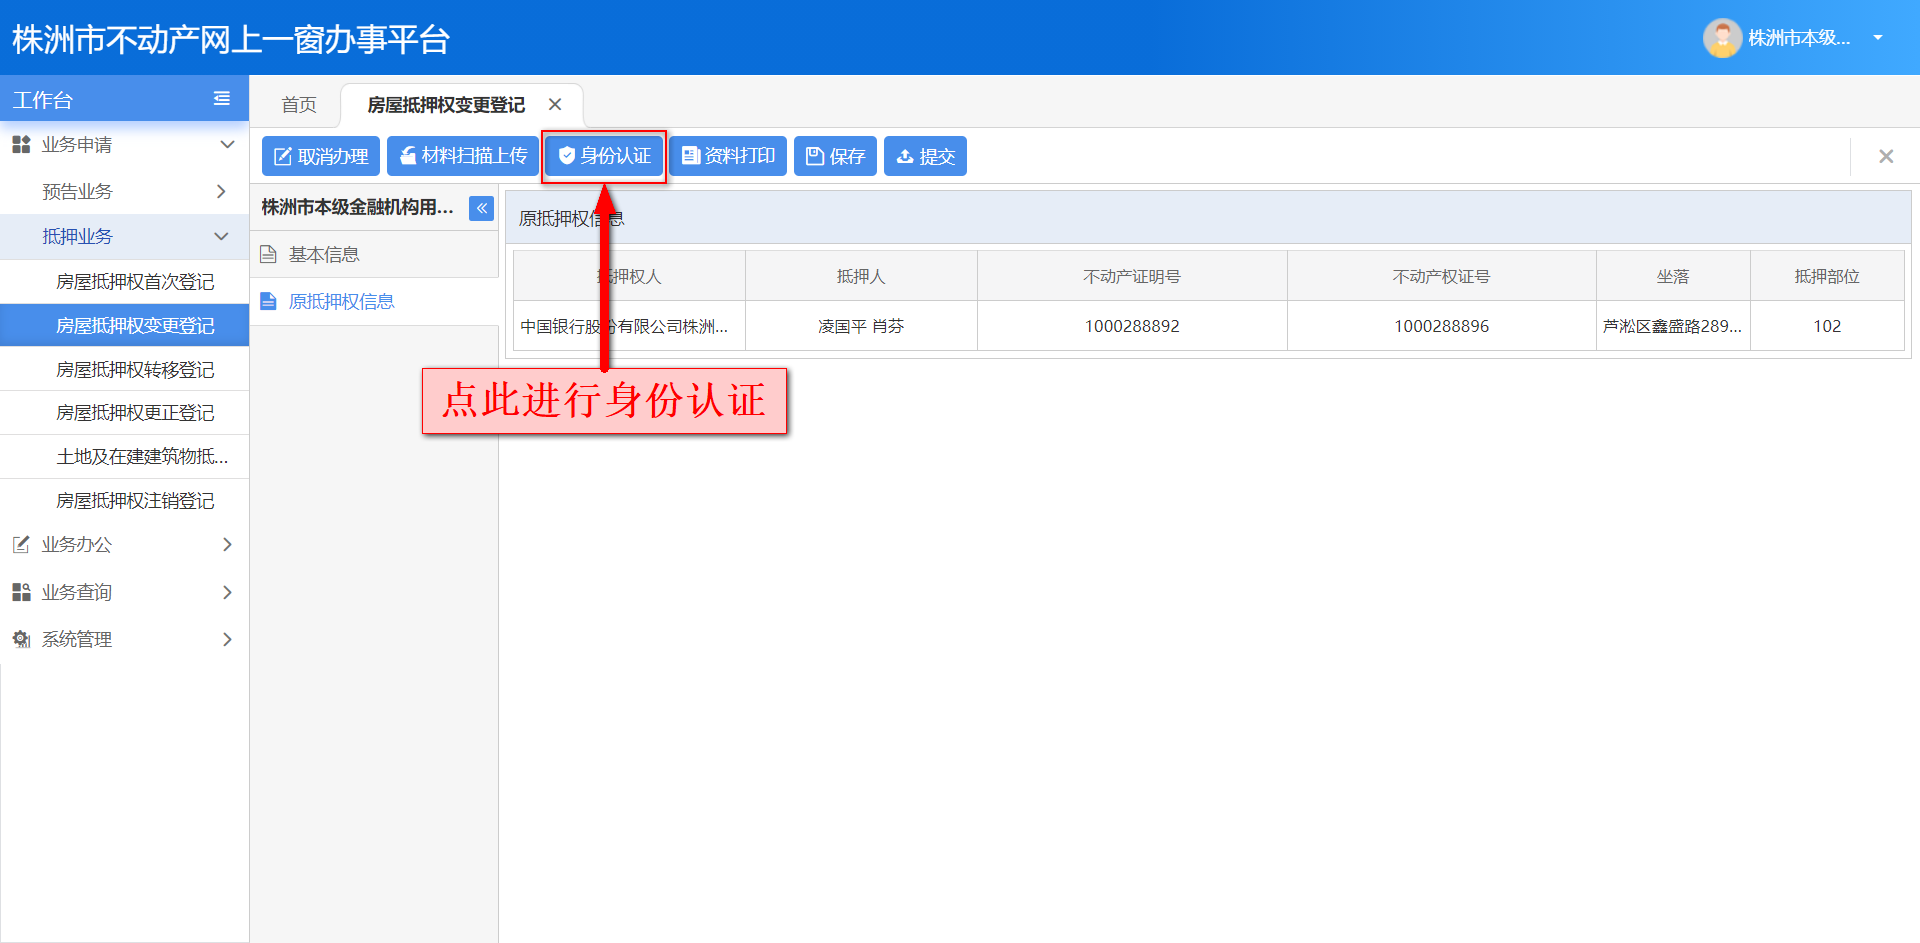 株洲市不动产网上一窗办事平台
株洲市本级...
工作台
首页
房屋抵押权变更登记
业务申请
预告业务
抵押业务
房屋抵押权首次登记
房屋抵押权变更登记
房屋抵押权转移登记
房屋抵押权更正登记
土地及在建建筑物抵...
房屋抵押权注销登记
业务办公
业务查询
系统管理
取消办理 材料扫描上传 身份认证 资料打印 保存 提交
株洲市本级金融机构用...
基本信息
原抵押权信息
原抵押权信息
抵押权人 抵押人 不动产证明号 不动产权证号 坐落 抵押部位
中国银行股份有限公司株洲... 凌国平 肖芬 1000288892 1000288896 芦淞区鑫盛路289... 102
点此进行身份认证